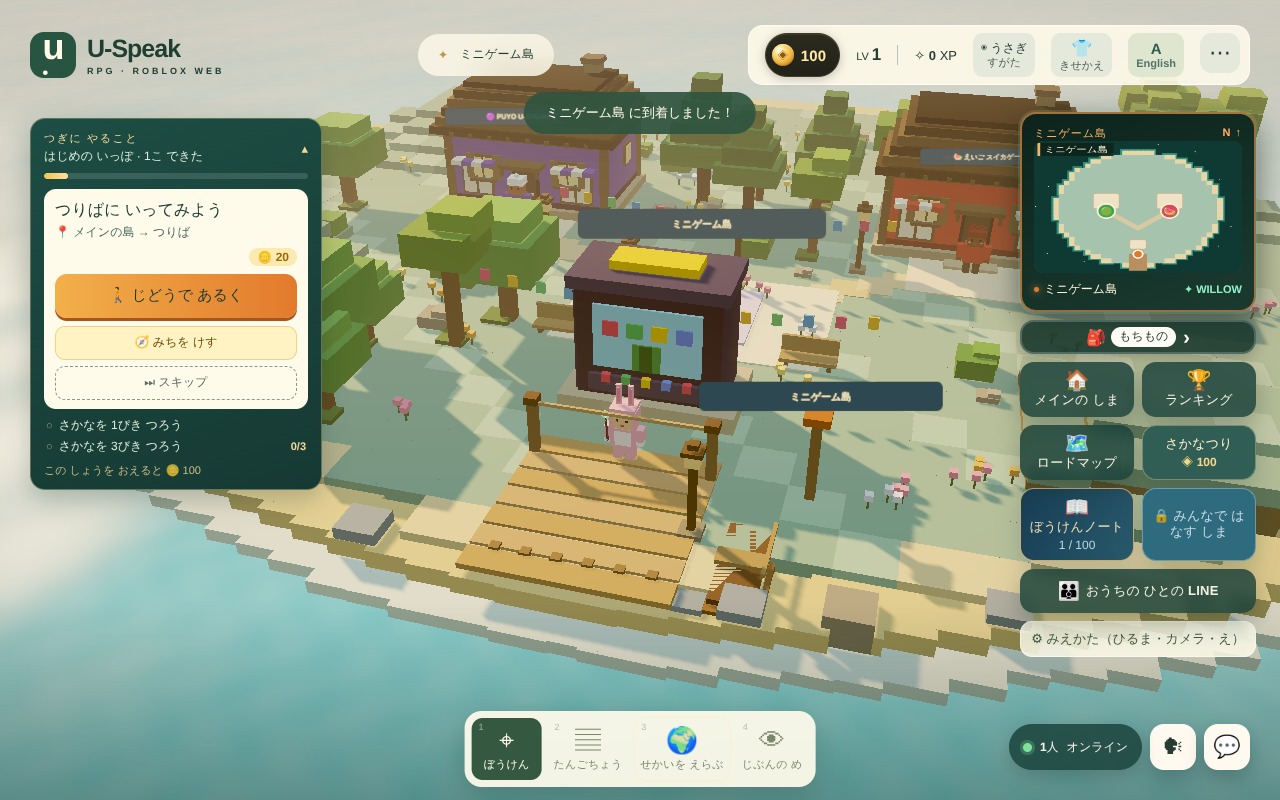 u
U-Speak
RPG · ROBLOX WEB
✦ ミニゲーム島
100
LV 1
✧ 0 XP
うさぎ
すがた
👕
きせかえ
A
English
⋯
ミニゲーム島 に到着しました！
つぎに やること
はじめの いっぽ · 1こ できた
▲
つりばに いってみよう
📍 メインの島 → つりば
🪙 20
🚶 じどうで あるく
🧭 みちを けす
⏭ スキップ
○ さかなを 1ぴき つろう
○ さかなを 3びき つろう 0/3
この しょうを おえると 🪙 100
PUYO
えいごスイカゲー
ミニゲーム島
ミニゲーム島
ミニゲーム島
N ↑
ミニゲーム島
ミニゲーム島
✦ WILLOW
🎒 もちもの ›
🏠
メインの しま
🏆
ランキング
🗺️
ロードマップ
さかなつり
◈ 100
📖
ぼうけんノート
1 / 100
🔒 みんなで は
なす しま
👪 おうちの ひとの LINE
⚙ みえかた（ひるま・カメラ・え）
1
ぼうけん
2
たんごちょう
3
せかいを えらぶ
4
じぶんの め
1人 オンライン